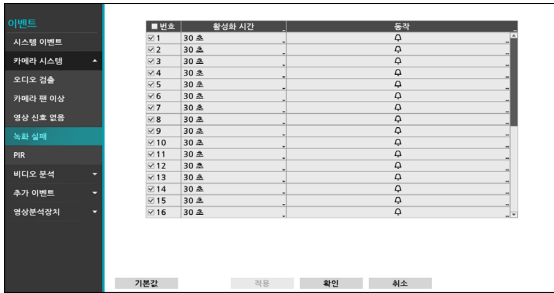 이벤트
시스템 이벤트
카메라 시스템
오디오 검출
카메라 팬 이상
영상 신호 없음
녹화 실패
PIR
비디오 분석
추가 이벤트
영상분석장치
번호 활성화 시간 동작
1 30 초
2 30 초
3 30 초
4 30 초
5 30 초
6 30 초
7 30 초
8 30 초
9 30 초
10 30 초
11 30 초
12 30 초
13 30 초
14 30 초
15 30 초
16 30 초
기본값 적용 확인 취소